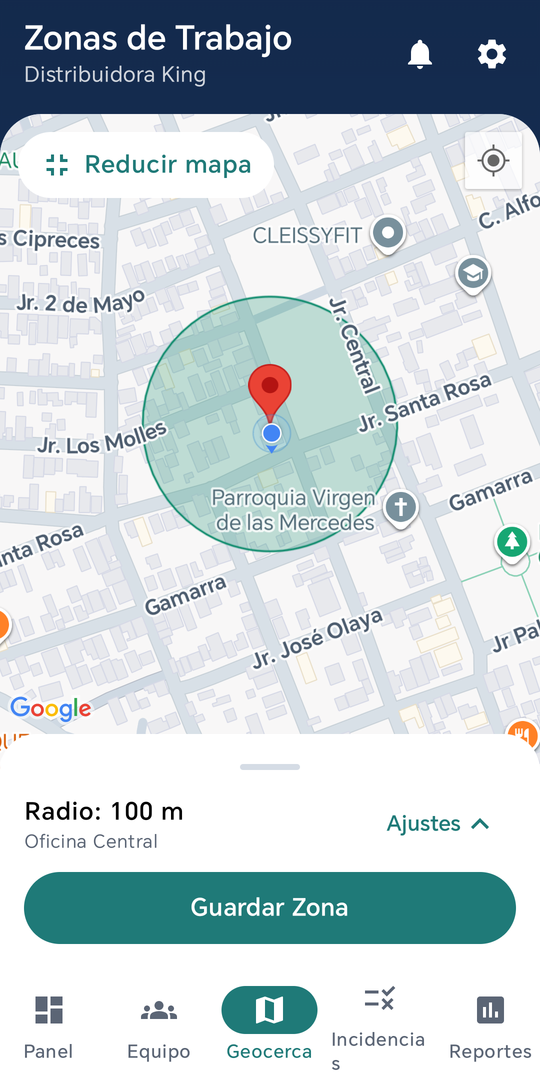 Zonas de Trabajo
Distribuidora King
Reducir mapa
CLEISSYFIT
C. Alfo
s Cipreces
Jr. 2 de Mayo
Jr. Central
Jr. Santa Rosa
Jr. Los Molles
Parroquia Virgen
de las Mercedes
Gamarra
nta Rosa
Gamarra
Jr. José Olaya
Jr Pal
Google
Radio: 100 m
Oficina Central
Ajustes
Guardar Zona
Panel
Equipo
Geocerca
Incidencia
s
Reportes